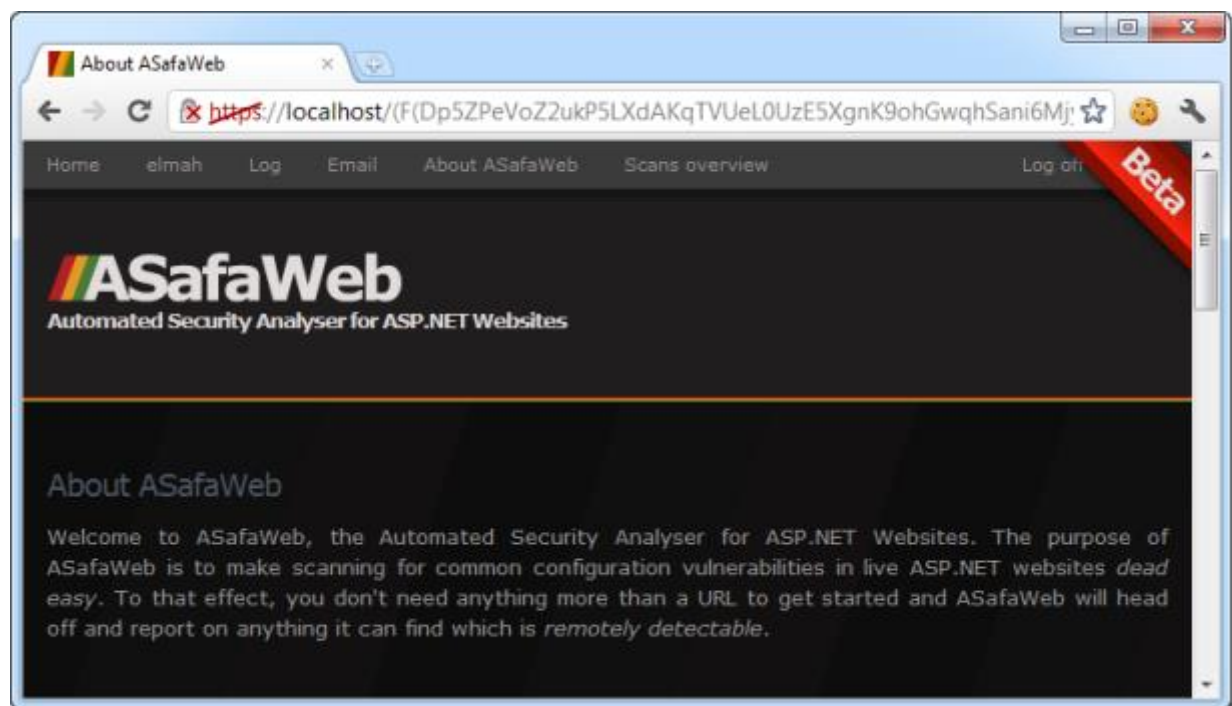 About ASafaWeb
https://localhost/(F(Dp5ZPeVoZ2ukP5LXdAKqTVUeL0UzE5XgnK9ohGwqhSani6Mj
Home elmah Log Email About ASafaWeb Scans overview Log off
Beta
ASafaWeb
Automated Security Analyser for ASP.NET Websites
About ASafaWeb
Welcome to ASafaWeb, the Automated Security Analyser for ASP.NET Websites. The purpose of
ASafaWeb is to make scanning for common configuration vulnerabilities in live ASP.NET websites dead
easy. To that effect, you don't need anything more than a URL to get started and ASafaWeb will head
off and report on anything it can find which is remotely detectable.